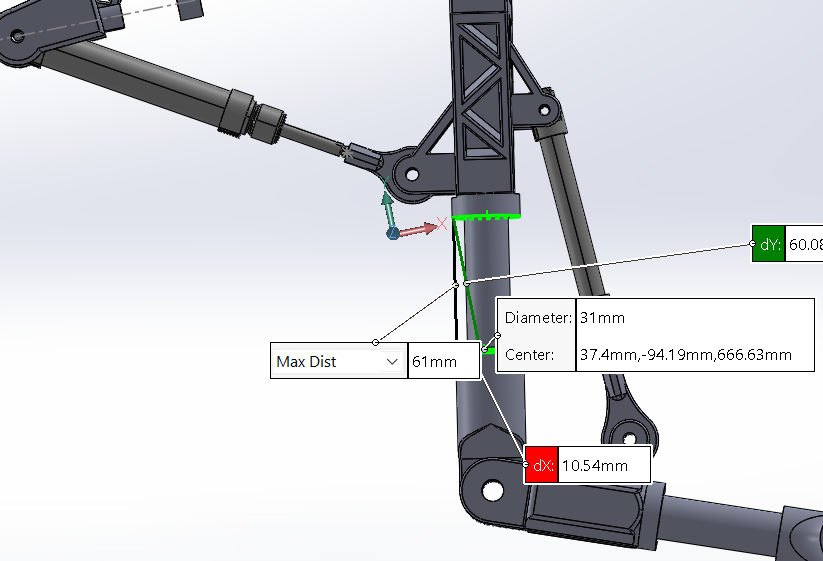 X
dY: 60.08
Diameter: 31mm
Center: 37.4mm,-94.19mm,666.63mm
Max Dist 61mm
dX: 10.54mm